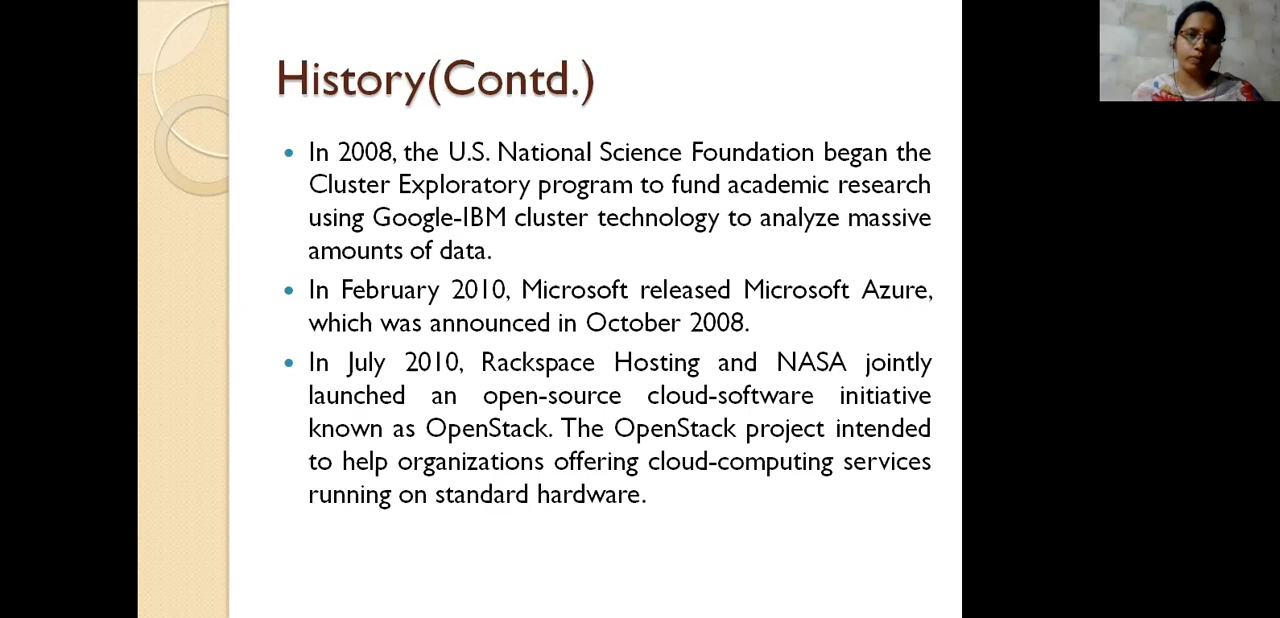 History(Contd.)
• In 2008, the U.S. National Science Foundation began the
Cluster Exploratory program to fund academic research
using Google-IBM cluster technology to analyze massive
amounts of data.
• In February 2010, Microsoft released Microsoft Azure,
which was announced in October 2008.
• In July 2010, Rackspace Hosting and NASA jointly
launched an open-source cloud-software initiative
known as OpenStack. The OpenStack project intended
to help organizations offering cloud-computing services
running on standard hardware.